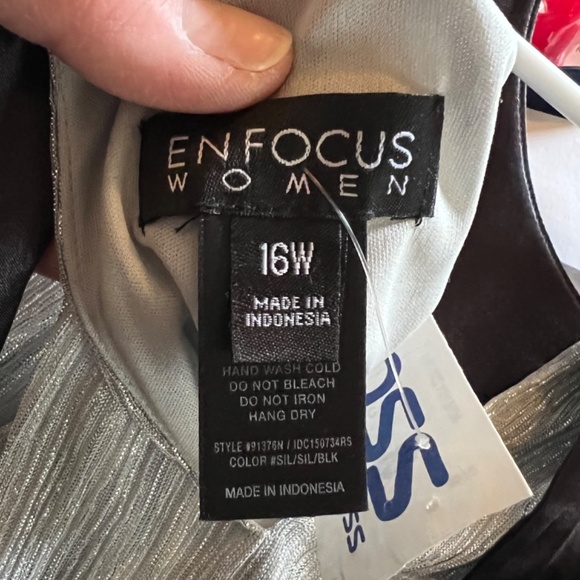 ENFOCUS
WOMEN
16W
MADE IN
INDONESIA
HAND WASH COLD
DO NOT BLEACH
DO NOT IRON
HANG DRY
STYLE #91376N / IDC150734RS
COLOR #SIL/SIL/BLK
MADE IN INDONESIA